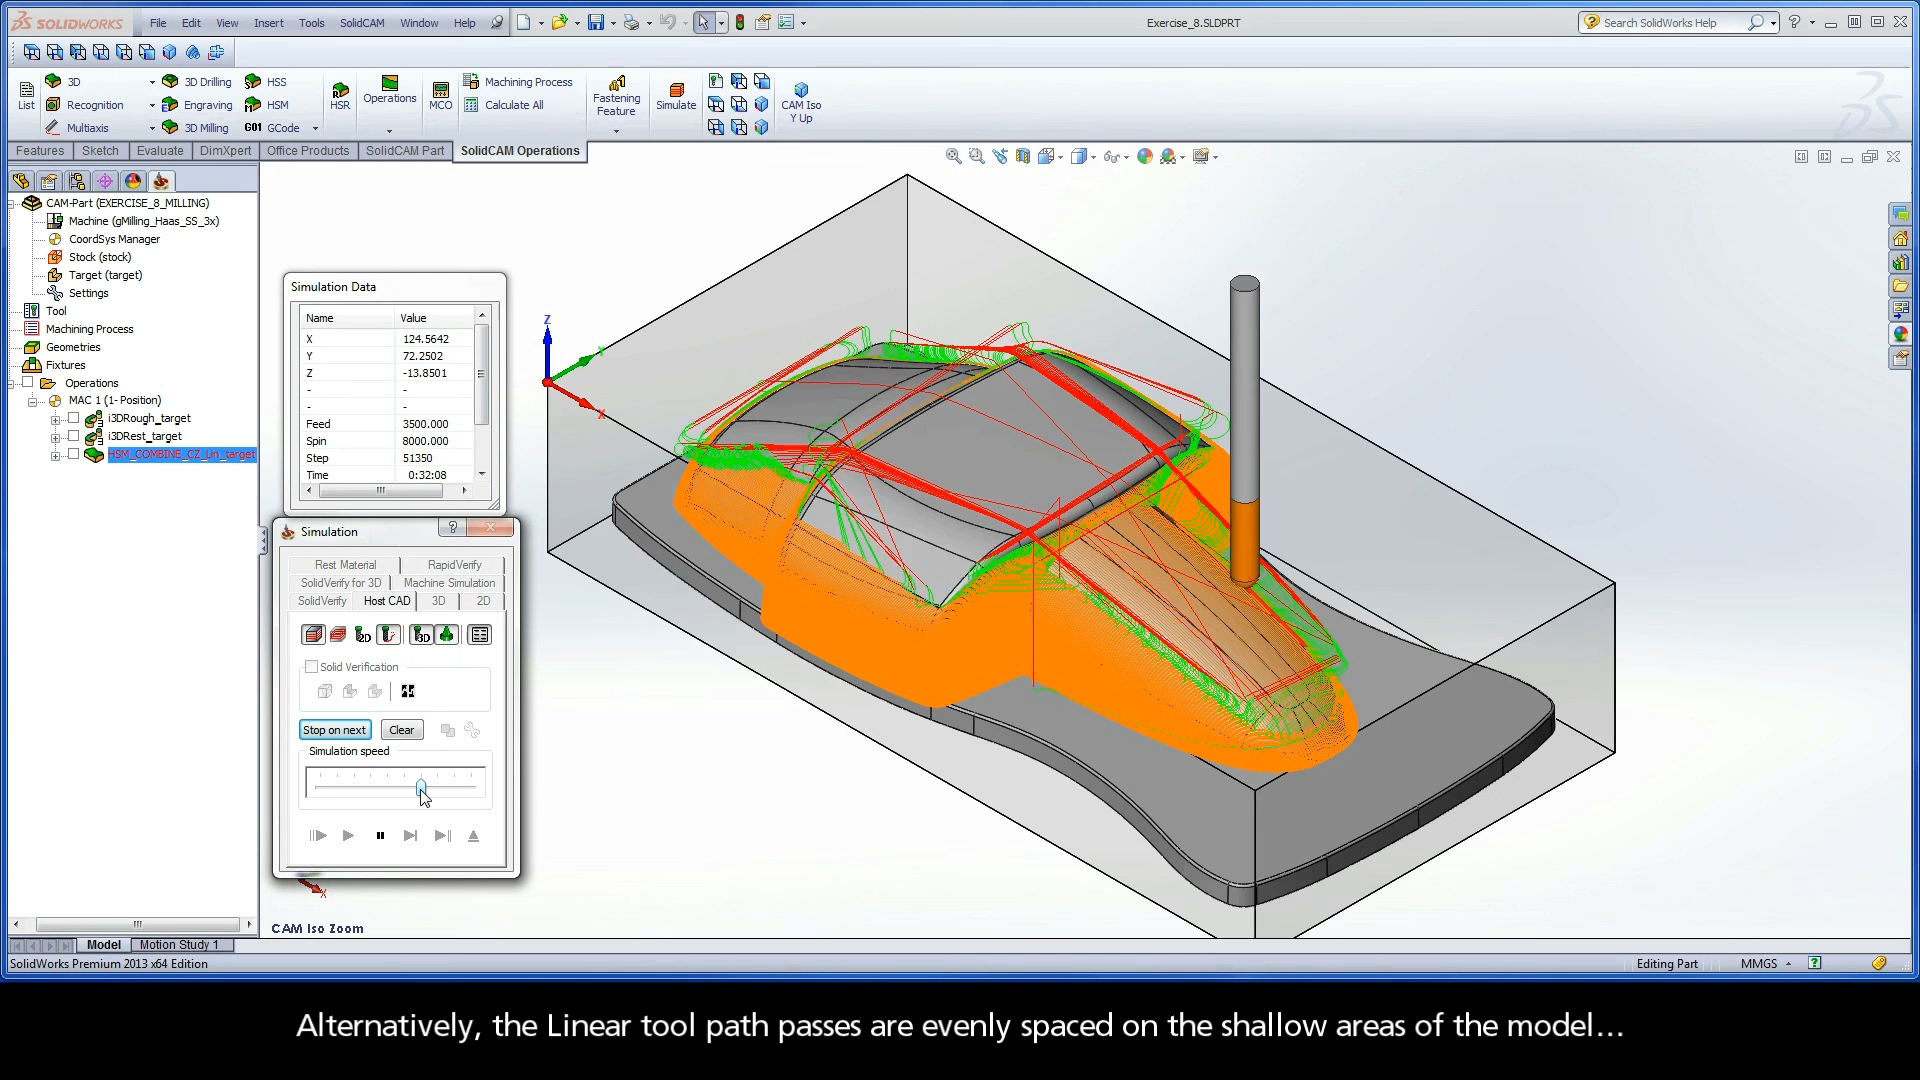 SOLIDWORKS File Edit View Insert Tools SolidCAM Window Help Exercise_8.SLDPRT Search SolidWorks Help
List 3D Recognition Multiaxis 3D Drilling Engraving 3D Milling HSS HSM G01 GCode HSR Operations MCO Machining Process Calculate All Fastening Feature Simulate CAM Iso Y Up
Features Sketch Evaluate DimXpert Office Products SolidCAM Part SolidCAM Operations
CAM-Part (EXERCISE_8_MILLING)
Machine (gMilling_Haas_SS_3x)
CoordSys Manager
Stock (stock)
Target (target)
Settings
Tool
Machining Process
Geometries
Fixtures
Operations
MAC 1 (1- Position)
i3DRough_target
i3DRest_target
HSM_COMBINE_CZ_Lin_target
Simulation Data
Name Value
X 124.5642
Y 72.2502
Z -13.8501
- -
- -
Feed 3500.000
Spin 8000.000
Step 51350
Time 0:32:08
Simulation
Rest Material RapidVerify
SolidVerify for 3D Machine Simulation
SolidVerify Host CAD 3D 2D
2D 3D
Solid Verification
Stop on next Clear
Simulation speed
Z
X
X
CAM Iso Zoom
Model Motion Study 1
SolidWorks Premium 2013 x64 Edition Editing Part MMGS
Alternatively, the Linear tool path passes are evenly spaced on the shallow areas of the model...